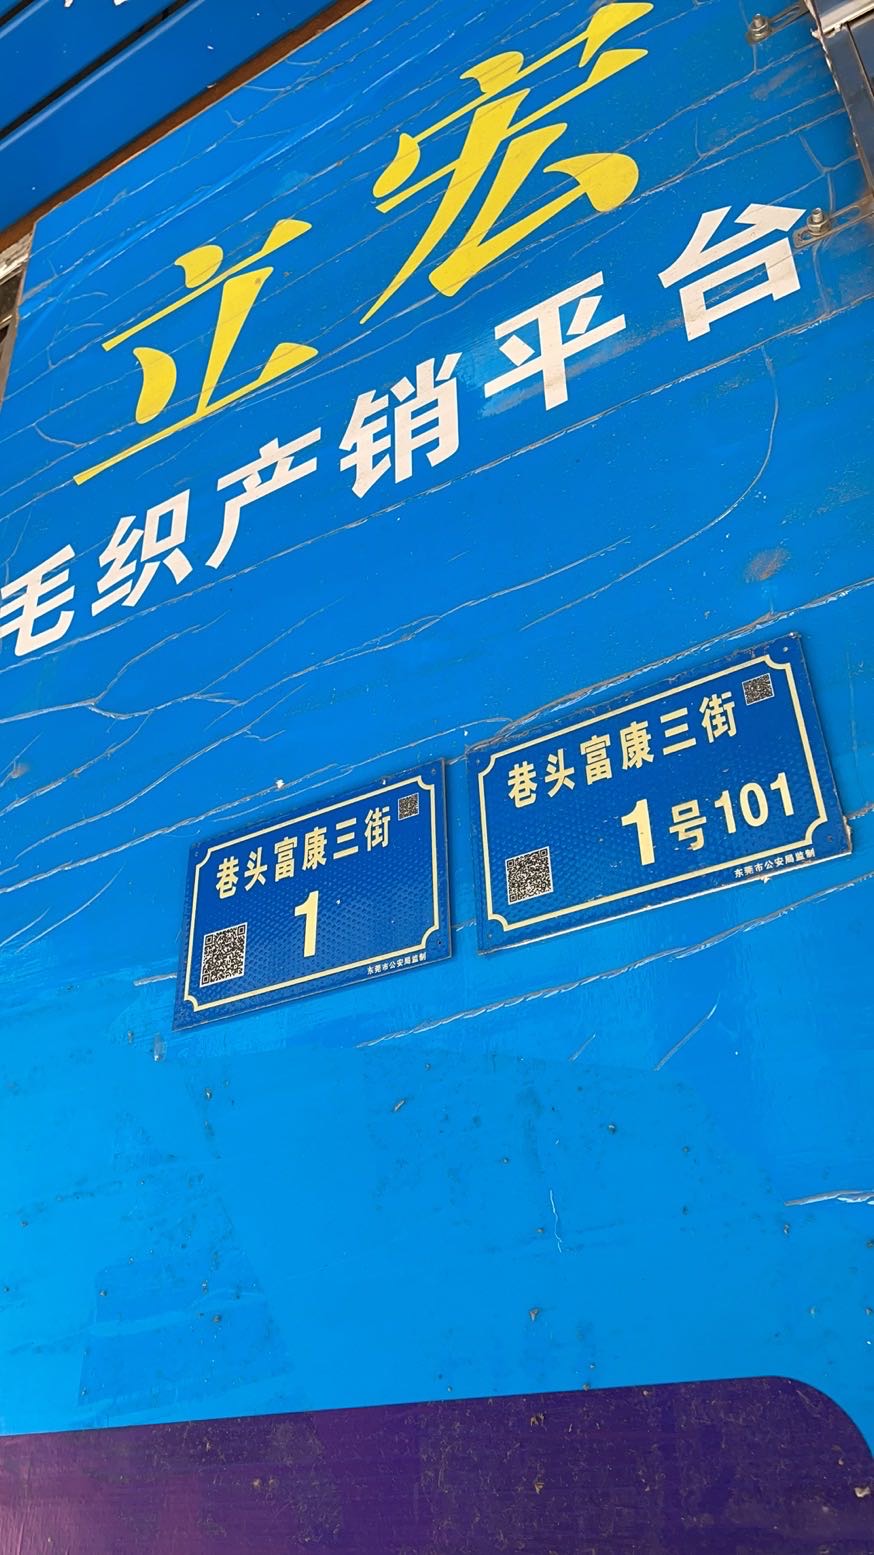 立宏
毛织产销平台
巷头富康三街
1
东莞市公安局监制
巷头富康三街
1号101
东莞市公安局监制